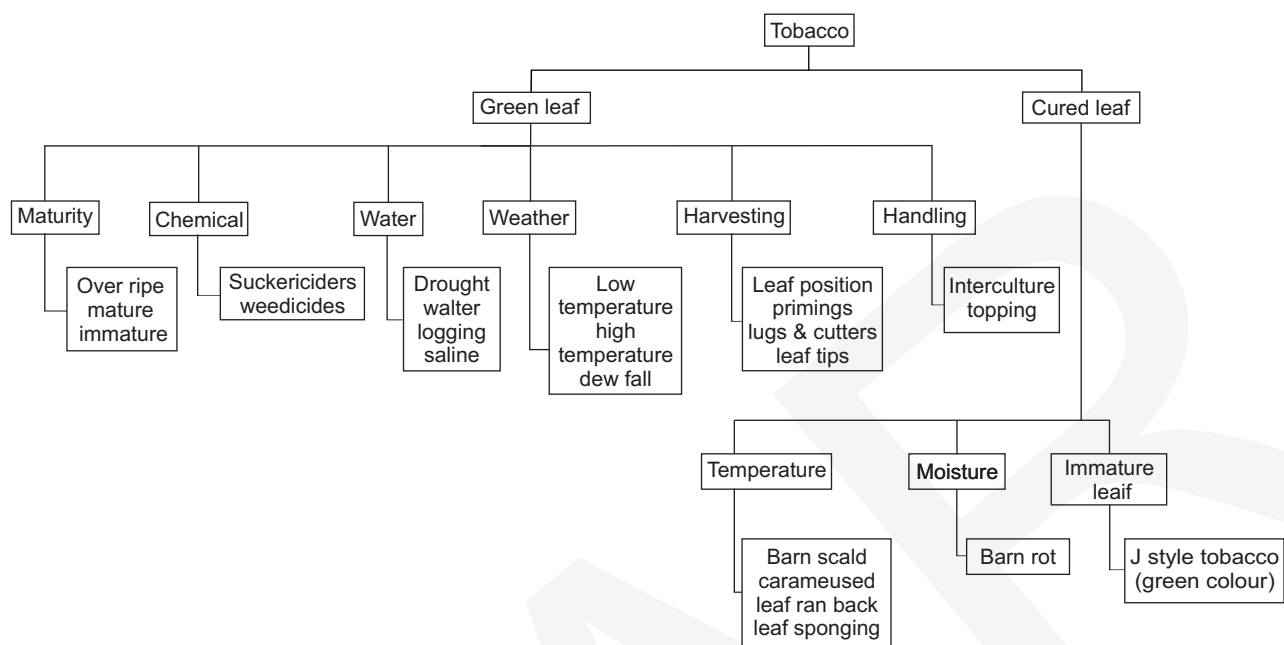 Tobacco
Green leaf
Cured leaf
Maturity
Chemical
Water
Weather
Harvesting
Handling
Over ripe
mature
immature
Suckericiders
weedicides
Drought
walter
logging
saline
Low
temperature
high
temperature
dew fall
Leaf position
primings
lugs & cutters
leaf tips
Interculture
topping
Temperature
Moisture
Immature
leaif
Barn scald
carameused
leaf ran back
leaf sponging
Barn rot
J style tobacco
(green colour)